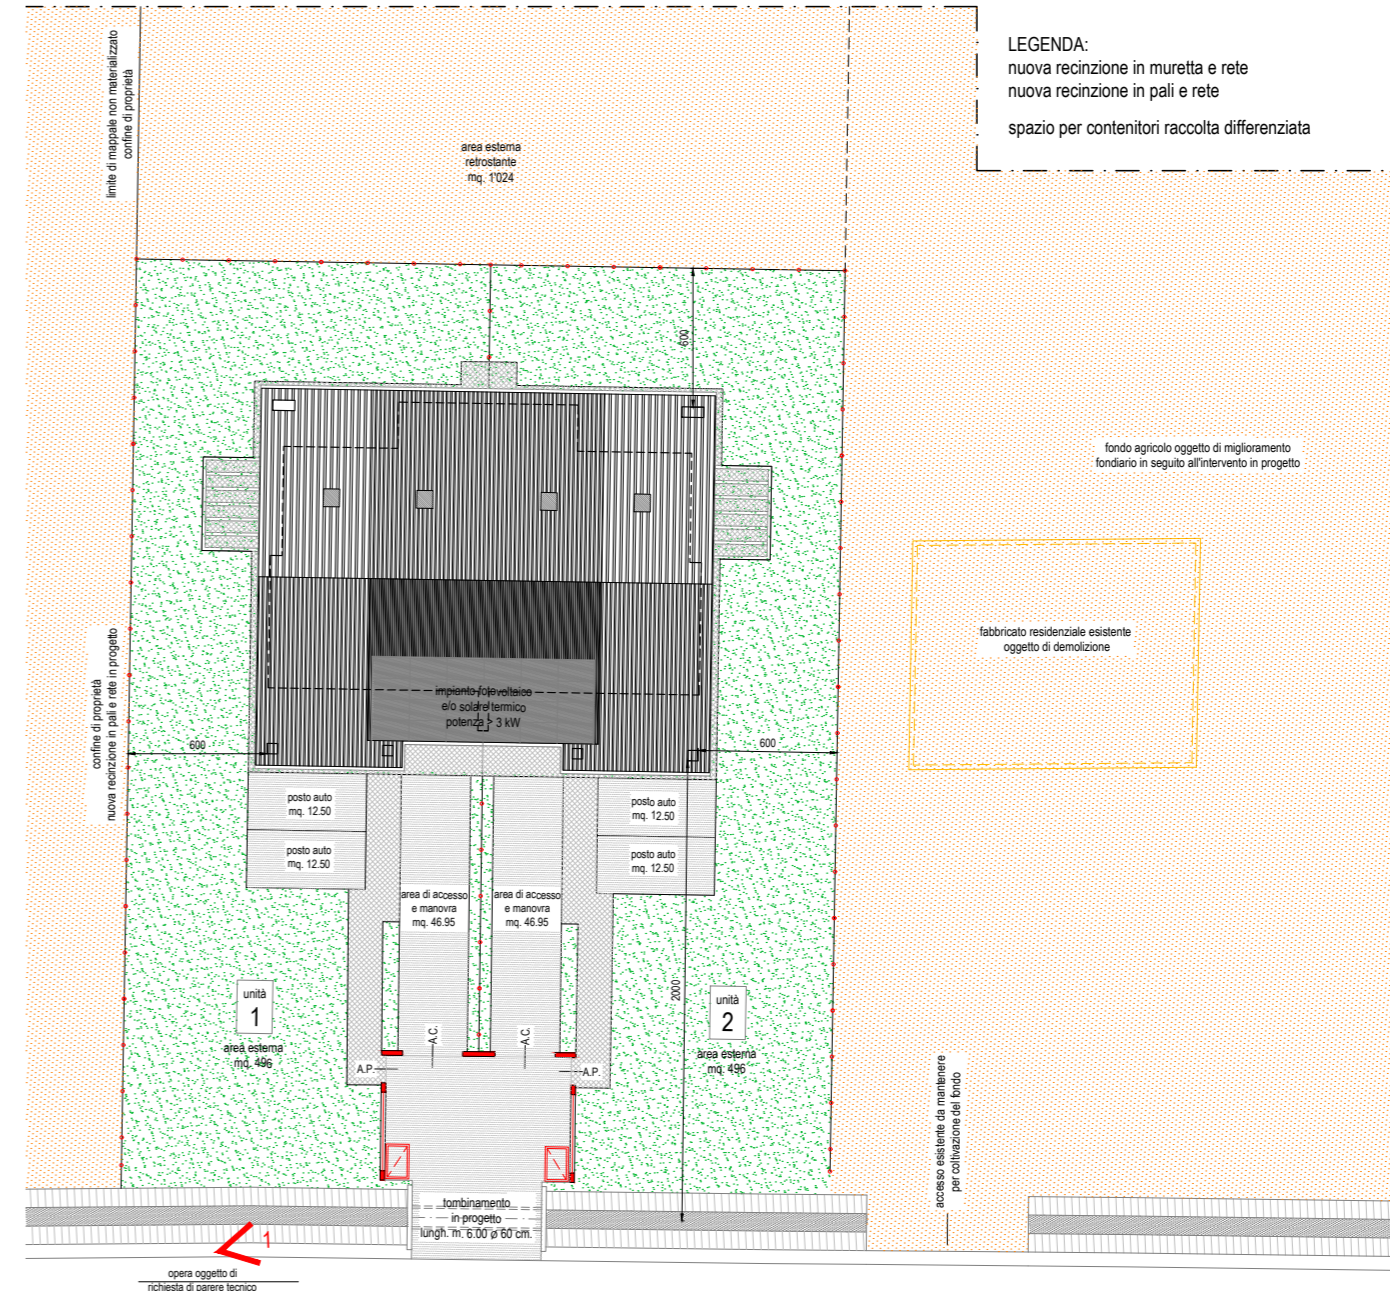 LEGENDA:
nuova recinzione in muretta e rete
nuova recinzione in pali e rete
spazio per contenitori raccolta differenziata
limite di mappale non materializzato
confine di proprietà
area esterna
retrostante
mq. 1'024
600
fondo agricolo oggetto di miglioramento
fondiario in seguito all'intervento in progetto
fabbricato residenziale esistente
oggetto di demolizione
confine di proprietà
nuova recinzione in pali e rete in progetto
impianto fotovoltaico
e/o solare termico
potenza > 3 kW
600
600
posto auto
mq. 12.50
posto auto
mq. 12.50
posto auto
mq. 12.50
posto auto
mq. 12.50
area di accesso
e manovra
mq. 46.95
area di accesso
e manovra
mq. 46.95
2000
unità
1
area esterna
mq. 496
unità
2
area esterna
mq. 496
A.C.
A.C.
A.P.
A.P.
accesso esistente da mantenere
per coltivazione del fondo
tombinamento
in progetto
lungh. m. 6.00 ø 60 cm.
1
opera oggetto di
richiesta di parere tecnico